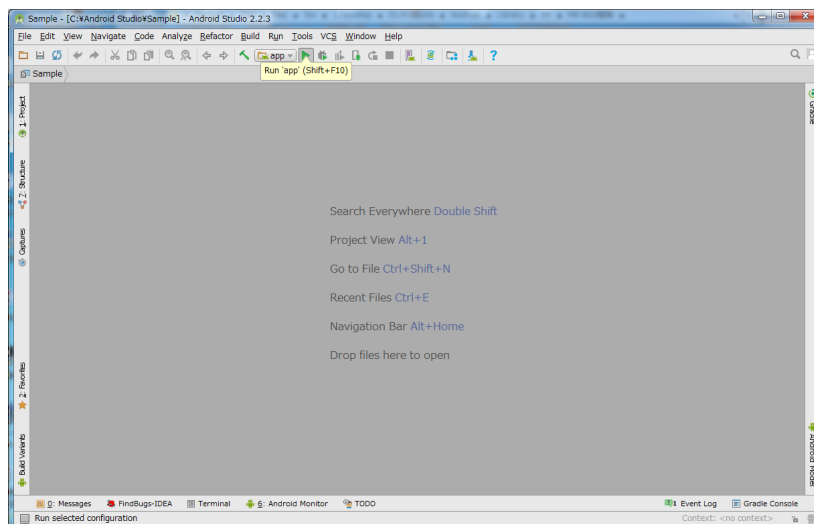 Sample - [C:¥Android Studio¥Sample] - Android Studio 2.2.3
File Edit View Navigate Code Analyze Refactor Build Run Tools VCS Window Help
app
Run 'app' (Shift+F10)
Sample
1: Project
2: Structure
Captures
2: Favorites
Build Variants
Gradle
Android Model
Search Everywhere Double Shift
Project View Alt+1
Go to File Ctrl+Shift+N
Recent Files Ctrl+E
Navigation Bar Alt+Home
Drop files here to open
0: Messages FindBugs-IDEA Terminal 6: Android Monitor TODO 1 Event Log Gradle Console
Run selected configuration Context: <no context>